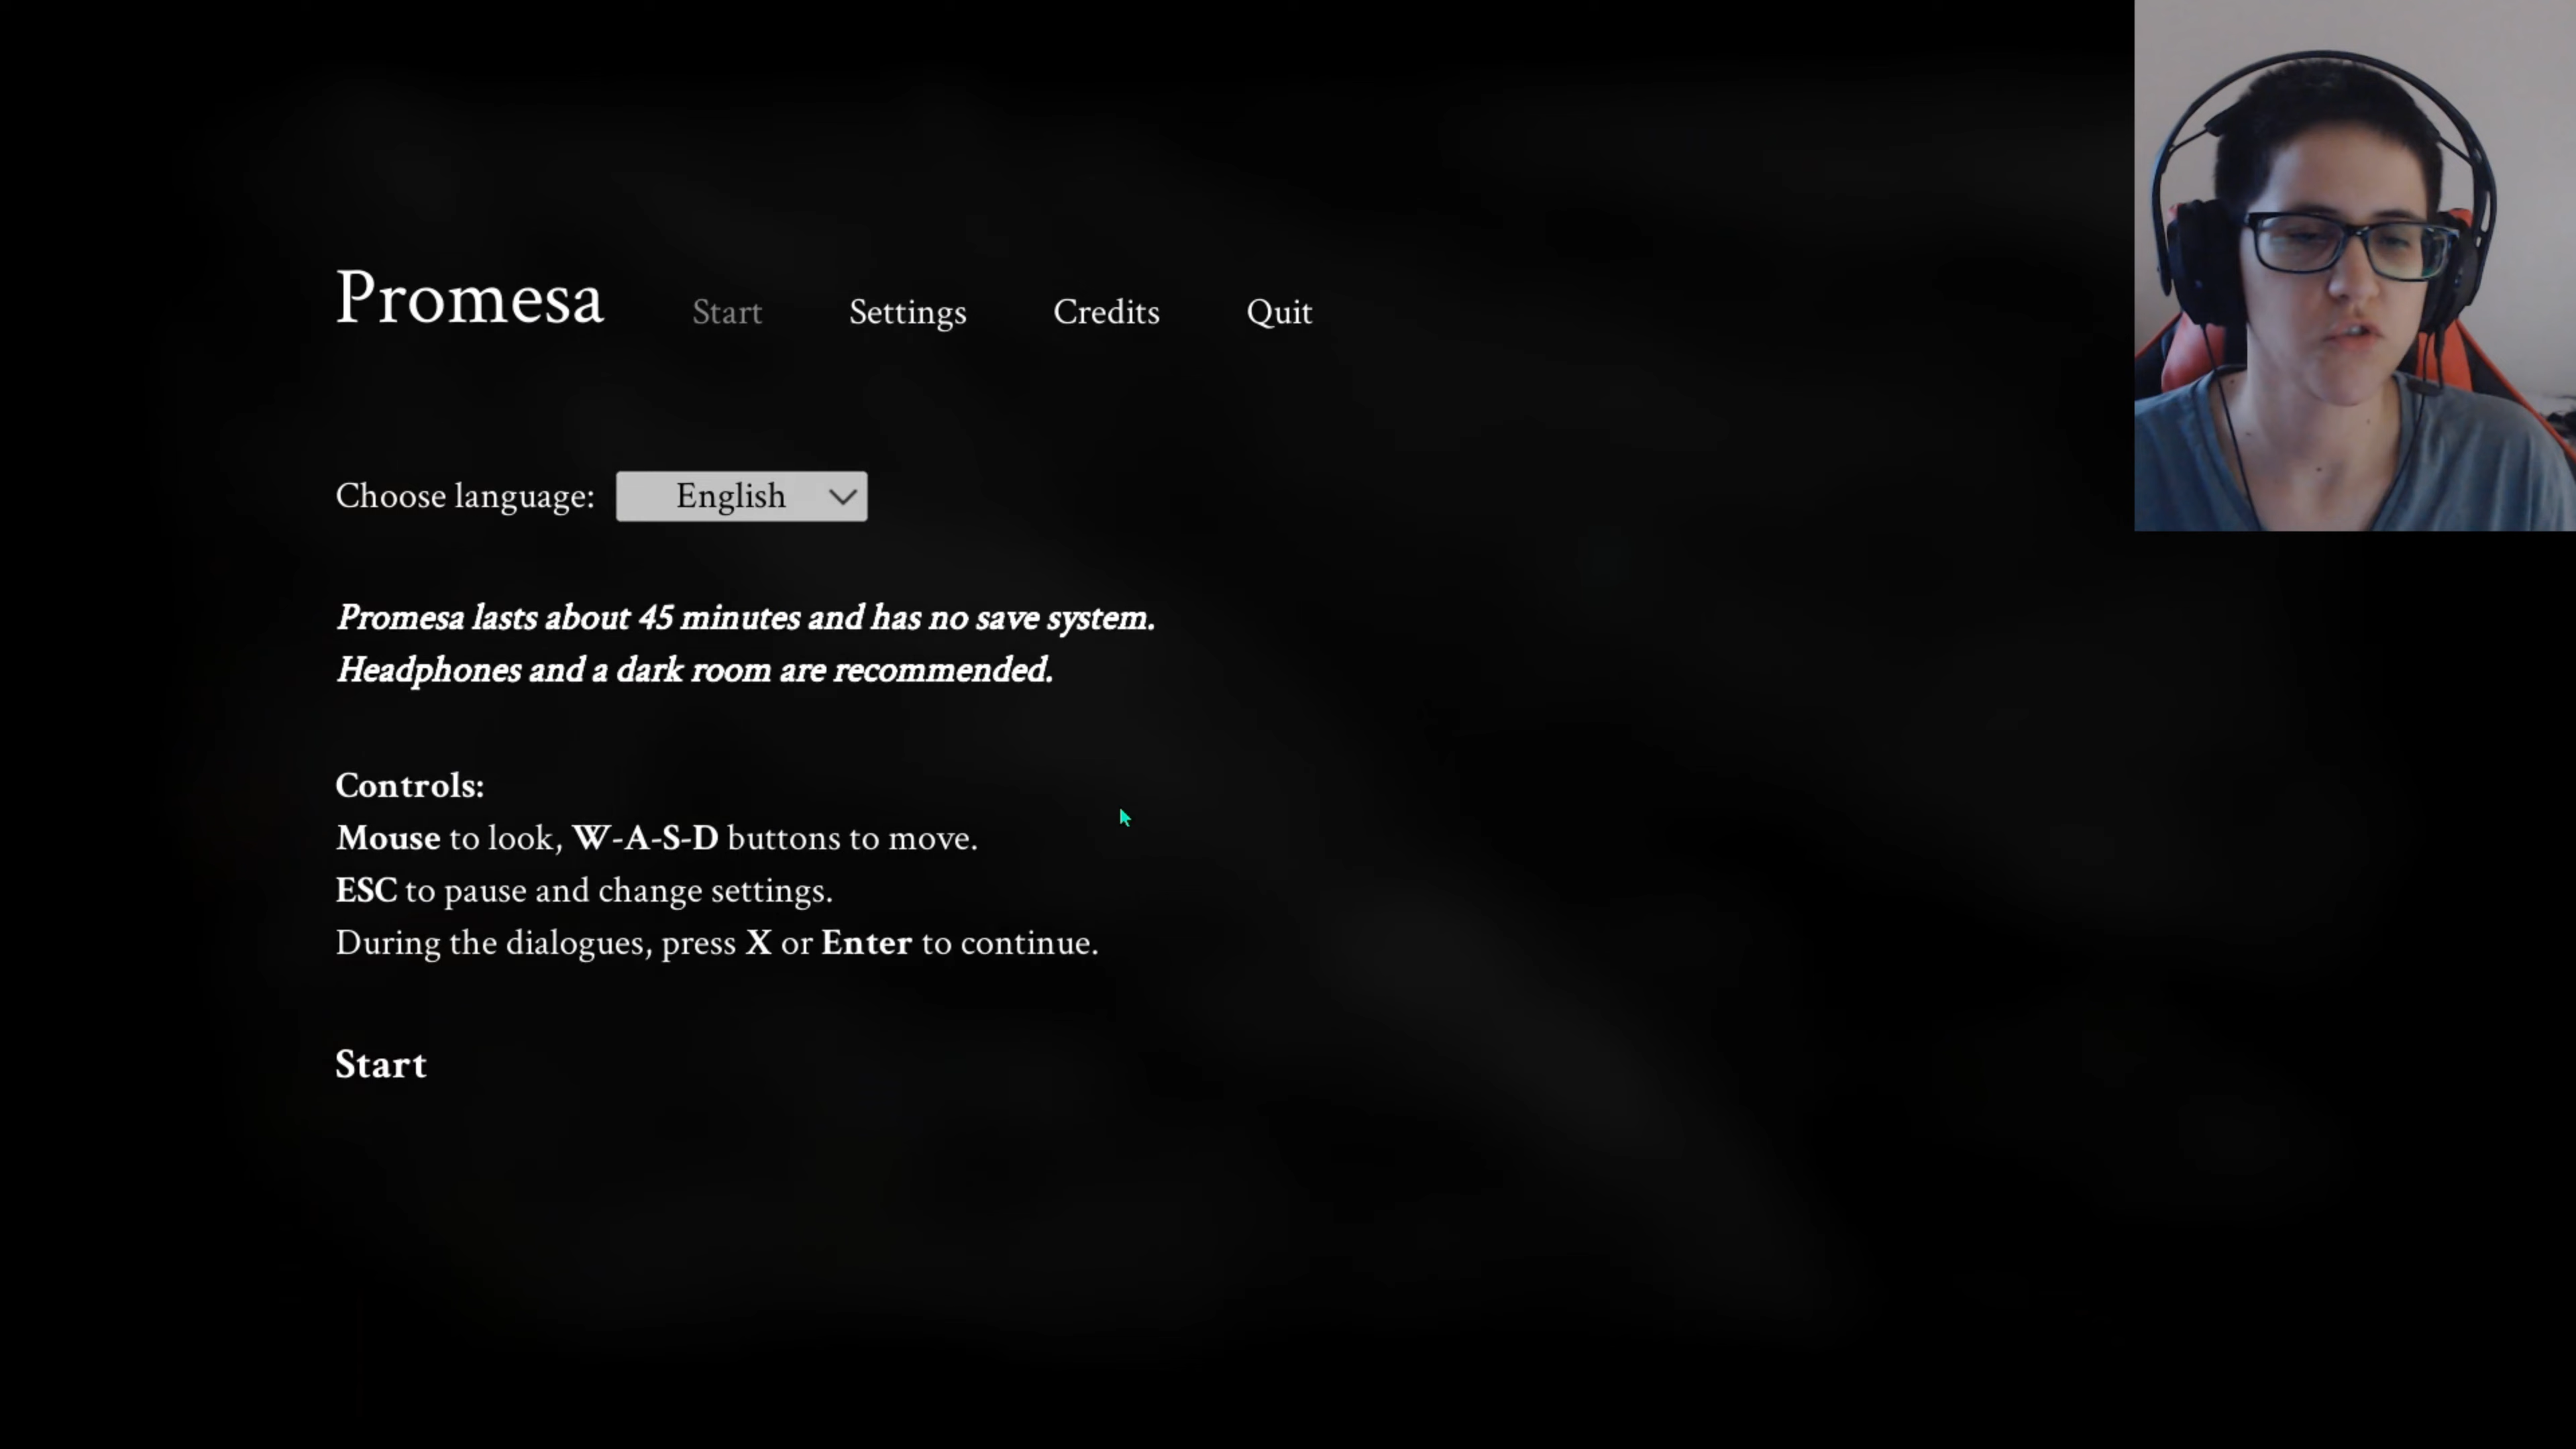 Promesa
Start Settings Credits Quit
Choose language: English
Promesa lasts about 45 minutes and has no save system.
Headphones and a dark room are recommended.
Controls:
Mouse to look, W-A-S-D buttons to move.
ESC to pause and change settings.
During the dialogues, press X or Enter to continue.
Start